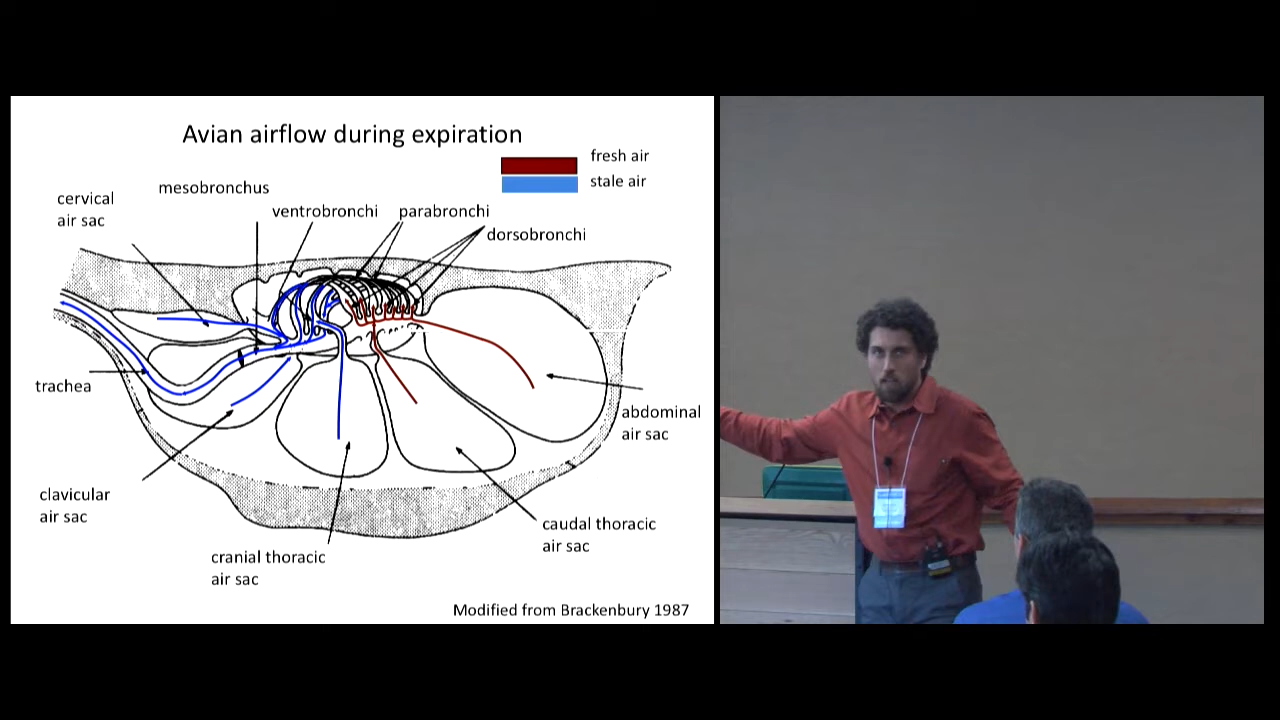 Avian airflow during expiration
fresh air
stale air
cervical
air sac
mesobronchus
ventrobronchi
parabronchi
dorsobronchi
trachea
abdominal
air sac
clavicular
air sac
caudal thoracic
air sac
cranial thoracic
air sac
Modified from Brackenbury 1987